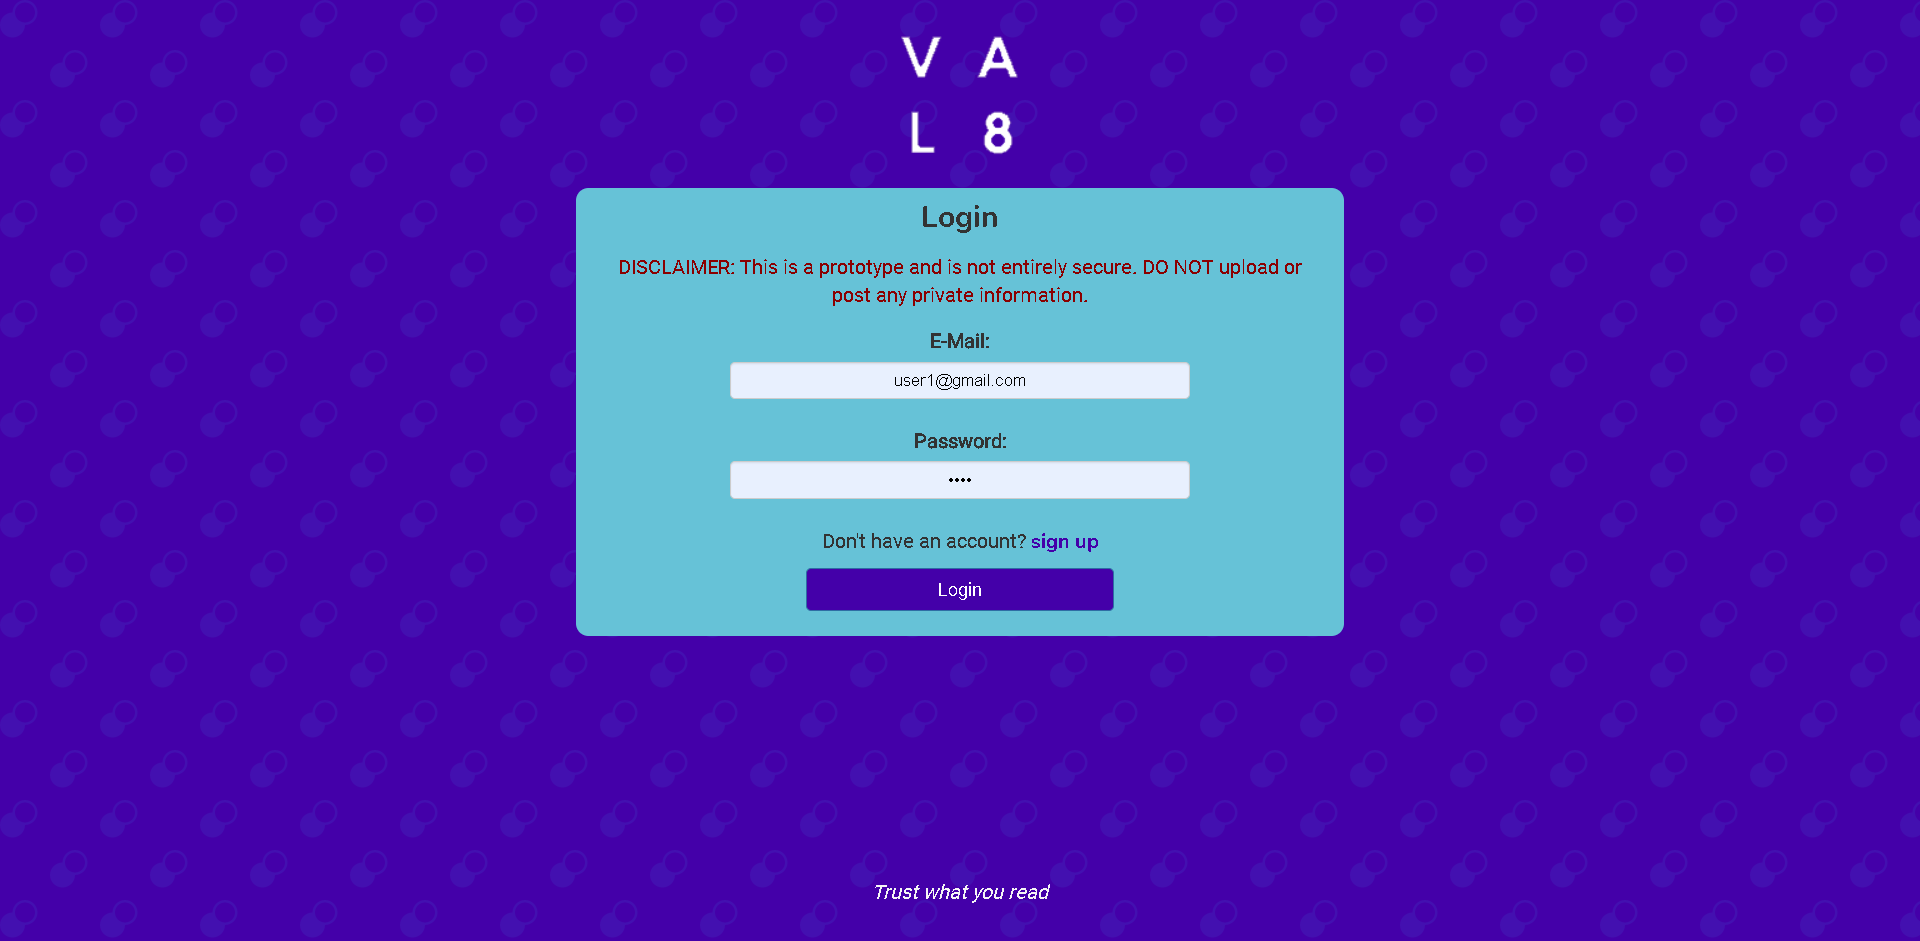 V A
L 8
Login
DISCLAIMER: This is a prototype and is not entirely secure. DO NOT upload or
post any private information.
E-Mail:
user1@gmail.com
Password:
••••
Don't have an account? sign up
Login
Trust what you read